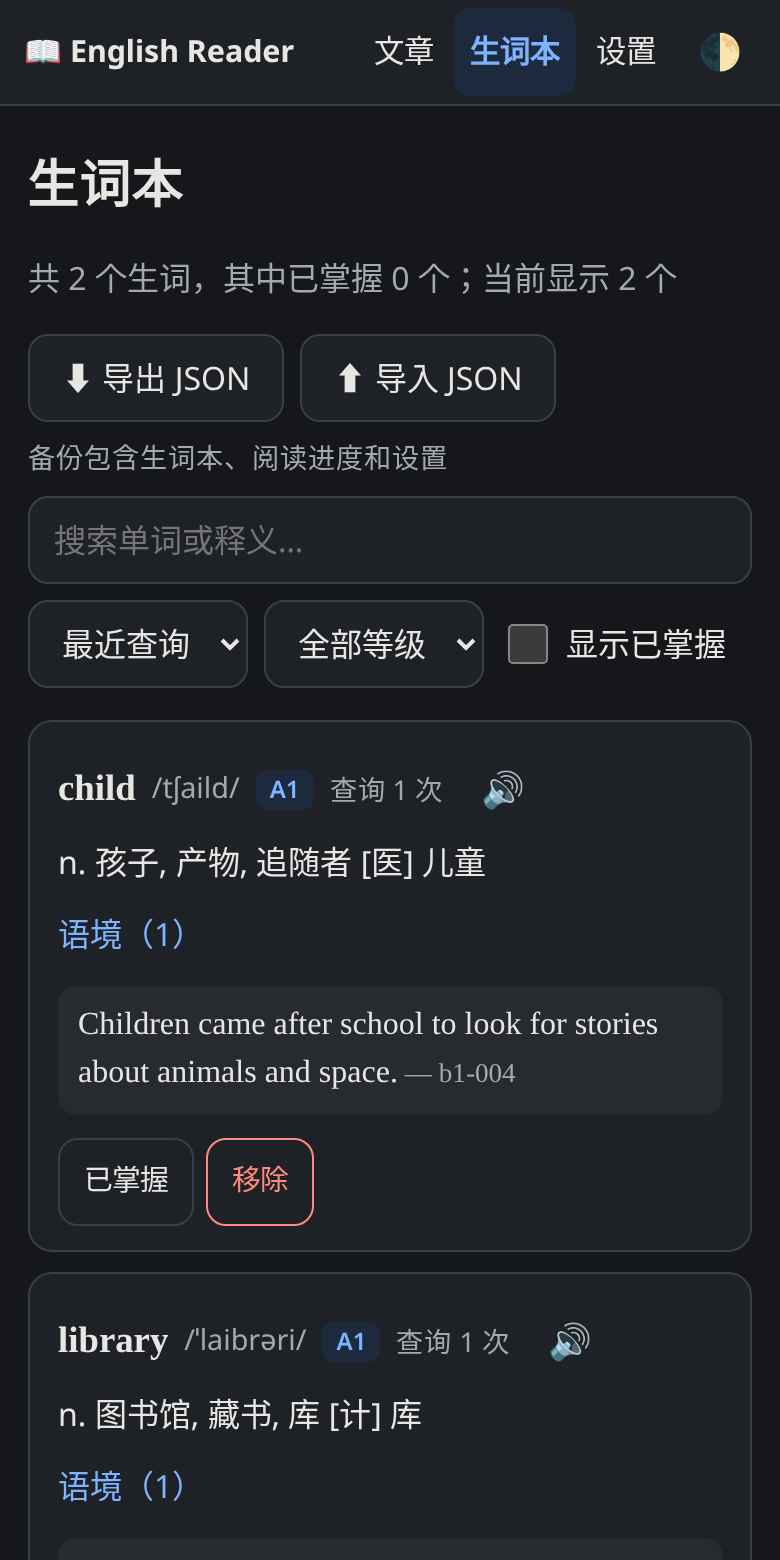 📖 English Reader 文章 生词本 设置 🌓
生词本
共 2 个生词，其中已掌握 0 个；当前显示 2 个
⬇ 导出 JSON ⬆ 导入 JSON
备份包含生词本、阅读进度和设置
搜索单词或释义…
最近查询 全部等级 显示已掌握
child /tʃaild/ A1 查询 1 次 🔊
n. 孩子, 产物, 追随者 [医] 儿童
语境（1）
Children came after school to look for stories
about animals and space. — b1-004
已掌握 移除
library /'laibrәri/ A1 查询 1 次 🔊
n. 图书馆, 藏书, 库 [计] 库
语境（1）